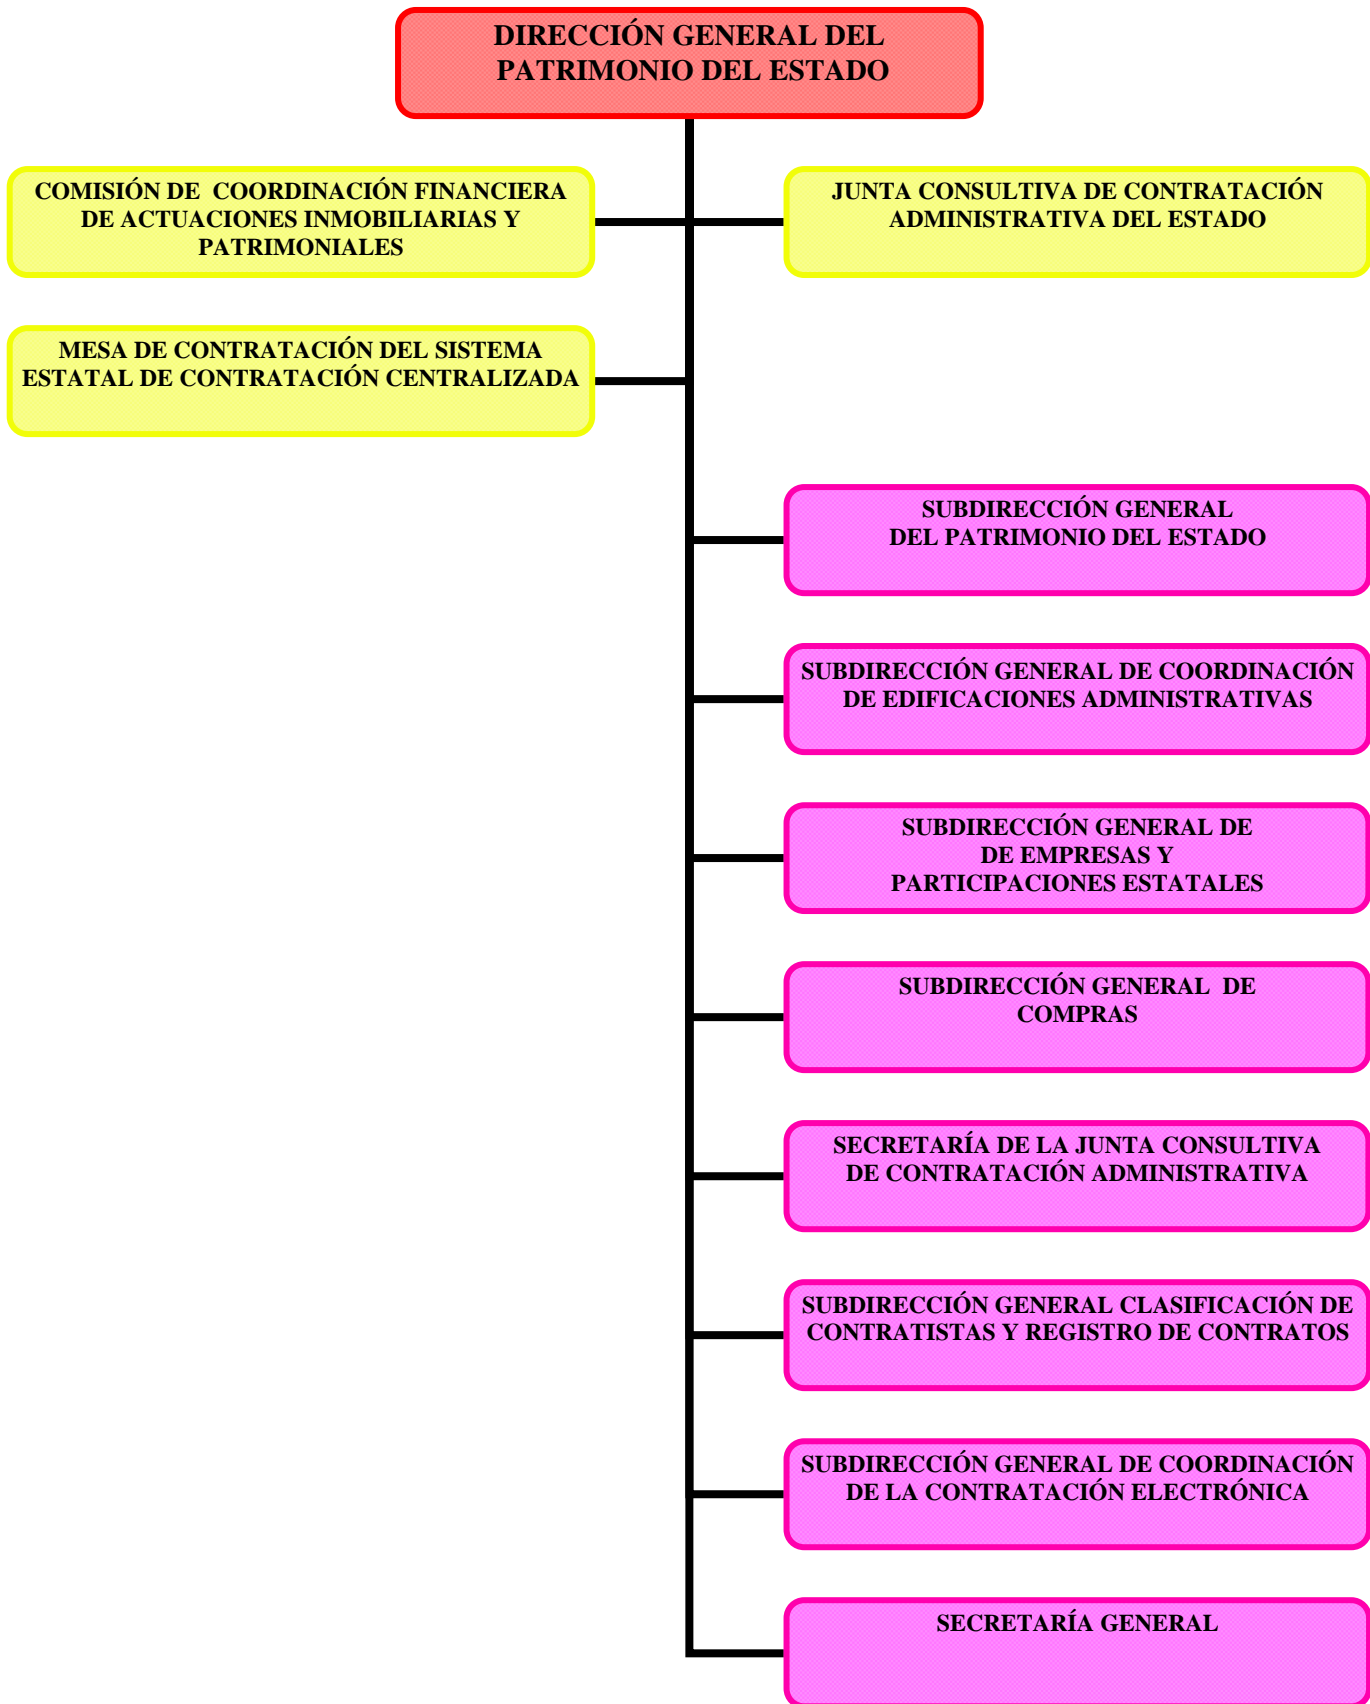 DIRECCIÓN GENERAL DEL
PATRIMONIO DEL ESTADO
COMISIÓN DE COORDINACIÓN FINANCIERA
DE ACTUACIONES INMOBILIARIAS Y
PATRIMONIALES
JUNTA CONSULTIVA DE CONTRATACIÓN
ADMINISTRATIVA DEL ESTADO
MESA DE CONTRATACIÓN DEL SISTEMA
ESTATAL DE CONTRATACIÓN CENTRALIZADA
SUBDIRECCIÓN GENERAL
DEL PATRIMONIO DEL ESTADO
SUBDIRECCIÓN GENERAL DE COORDINACIÓN
DE EDIFICACIONES ADMINISTRATIVAS
SUBDIRECCIÓN GENERAL DE
DE EMPRESAS Y
PARTICIPACIONES ESTATALES
SUBDIRECCIÓN GENERAL DE
COMPRAS
SECRETARÍA DE LA JUNTA CONSULTIVA
DE CONTRATACIÓN ADMINISTRATIVA
SUBDIRECCIÓN GENERAL CLASIFICACIÓN DE
CONTRATISTAS Y REGISTRO DE CONTRATOS
SUBDIRECCIÓN GENERAL DE COORDINACIÓN
DE LA CONTRATACIÓN ELECTRÓNICA
SECRETARÍA GENERAL